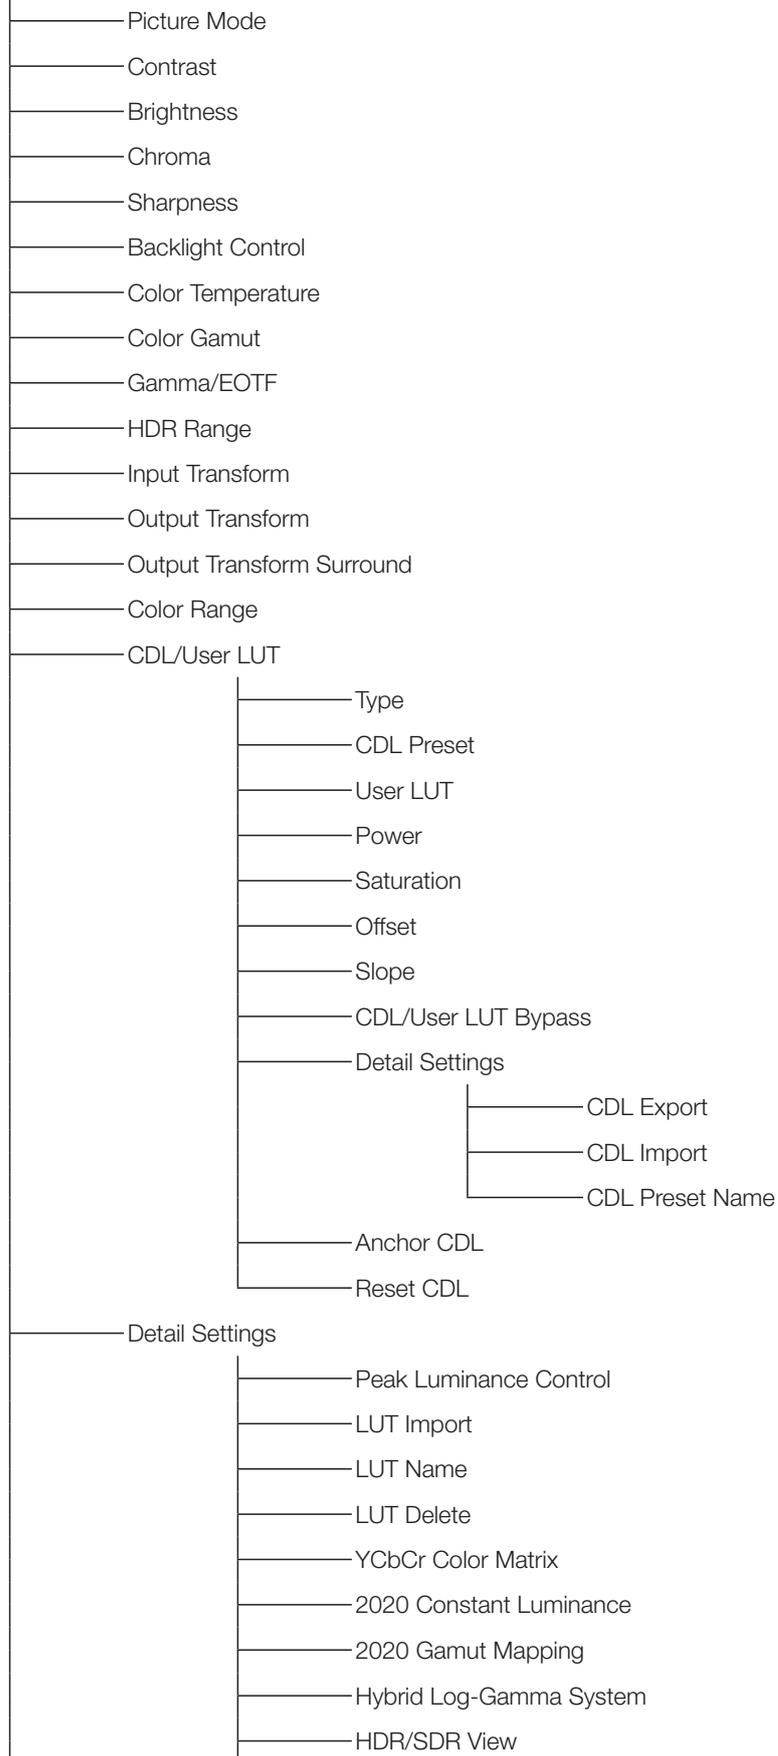 Picture Mode
Contrast
Brightness
Chroma
Sharpness
Backlight Control
Color Temperature
Color Gamut
Gamma/EOTF
HDR Range
Input Transform
Output Transform
Output Transform Surround
Color Range
CDL/User LUT
Type
CDL Preset
User LUT
Power
Saturation
Offset
Slope
CDL/User LUT Bypass
Detail Settings
CDL Export
CDL Import
CDL Preset Name
Anchor CDL
Reset CDL
Detail Settings
Peak Luminance Control
LUT Import
LUT Name
LUT Delete
YCbCr Color Matrix
2020 Constant Luminance
2020 Gamut Mapping
Hybrid Log-Gamma System
HDR/SDR View